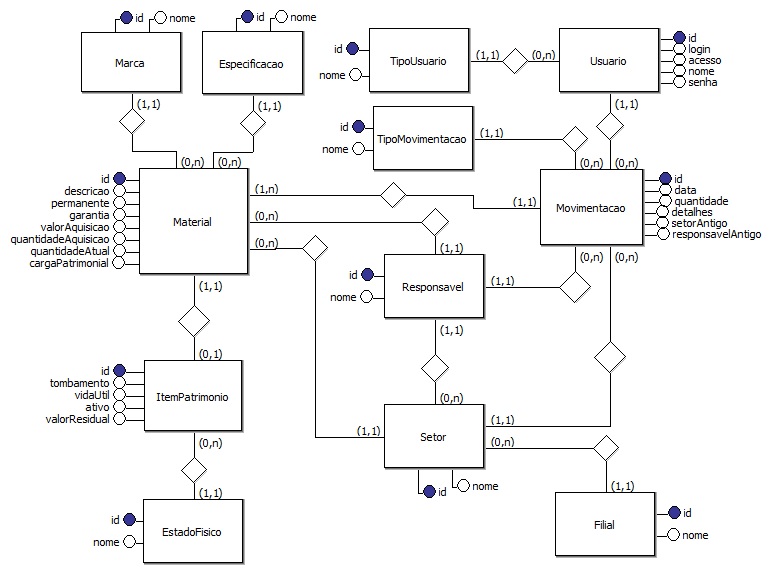 id nome
id nome
Marca
Especificacao
id
nome
TipoUsuario
(1,1) (0,n)
Usuario
id
login
acesso
nome
senha
(1,1)
(1,1)
(1,1)
id
nome
TipoMovimentacao
(1,1)
(0,n) (0,n)
(0,n) (0,n)
id
descricao
permanente
garantia
valorAquisicao
quantidadeAquisicao
quantidadeAtual
cargaPatrimonial
Material
(1,n)
(0,n)
(0,n)
(1,1)
Movimentacao
id
data
quantidade
detalhes
setorAntigo
responsavelAntigo
(1,1)
(0,n) (0,n)
id
nome
Responsavel
(1,1)
(1,1)
(1,1)
(0,1)
id
tombamento
vidaUtil
ativo
valorResidual
ItemPatrimonio
(0,n)
(1,1)
Setor
(1,1)
(0,n)
id
nome
(0,n)
(1,1)
id
nome
EstadoFisico
(1,1)
Filial
id
nome